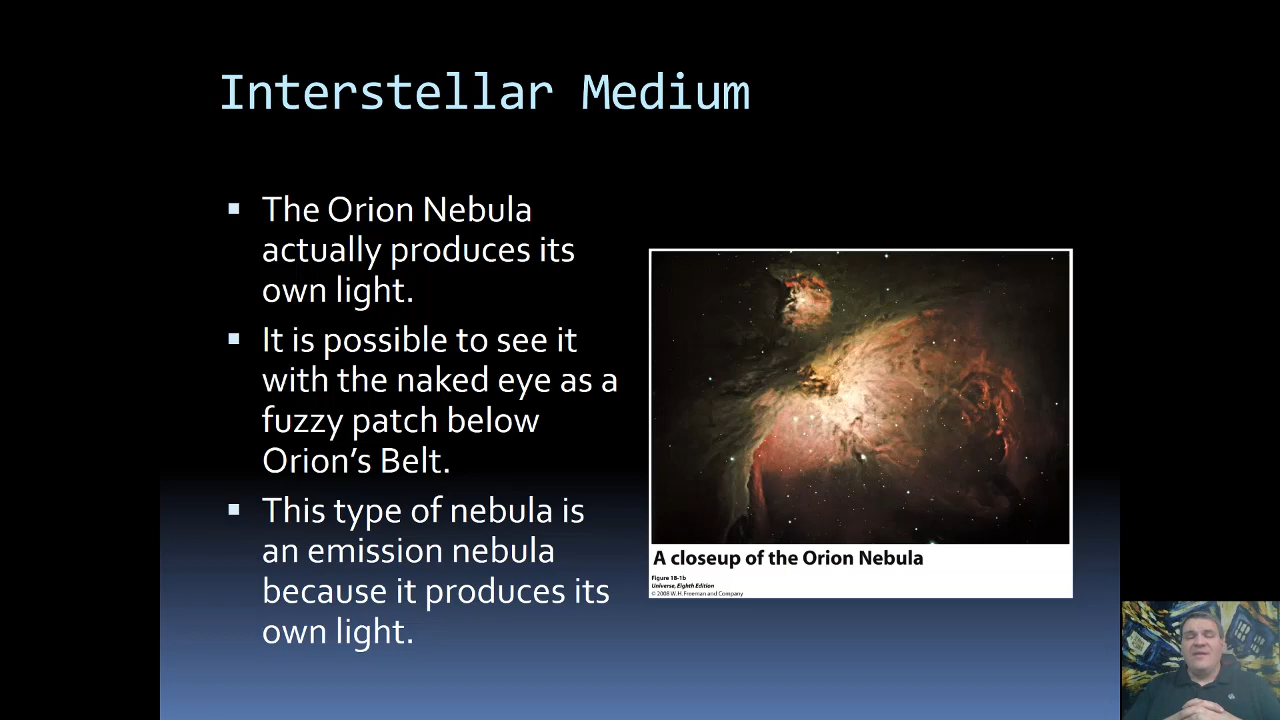 Interstellar Medium
The Orion Nebula
actually produces its
own light.
It is possible to see it
with the naked eye as a
fuzzy patch below
Orion's Belt.
This type of nebula is
an emission nebula
because it produces its
own light.
A closeup of the Orion Nebula
Figure 18-1b
Universe, Eighth Edition
© 2008 W.H. Freeman and Company